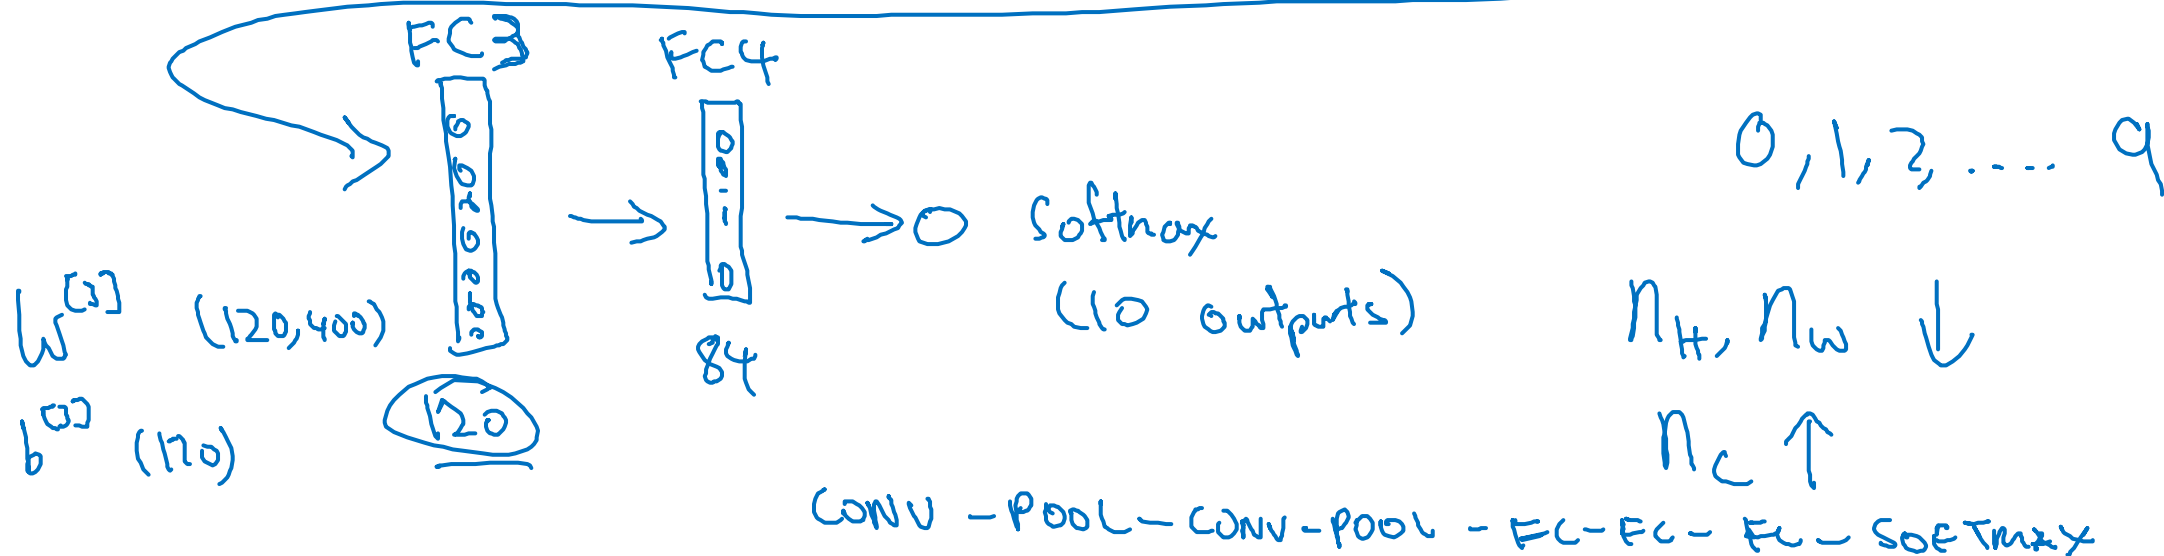 FC3
FC4
0, 1, 2, .... 9
Softmax
(10 outputs)
W[3] (120,400)
n_H, n_W ↓
84
120
b[3] (120)
n_C ↑
CONV - POOL - CONV - POOL - FC - FC - FC - SOFTMAX